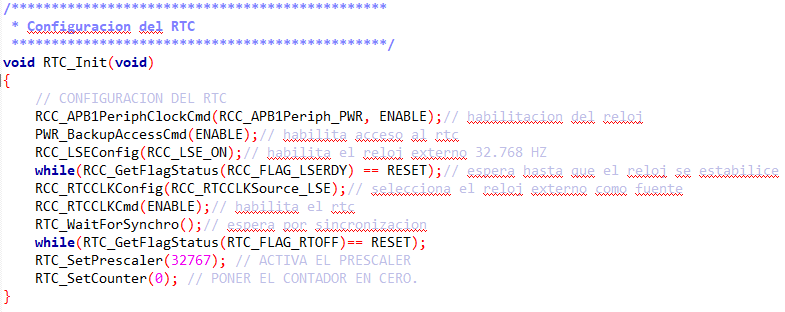 /************************************************
 * Configuracion del RTC
 ************************************************/
void RTC_Init(void)
{
    // CONFIGURACION DEL RTC
    RCC_APB1PeriphClockCmd(RCC_APB1Periph_PWR, ENABLE);// habilitacion del reloj
    PWR_BackupAccessCmd(ENABLE);// habilita acceso al rtc
    RCC_LSEConfig(RCC_LSE_ON);// habilita el reloj externo 32.768 HZ
    while(RCC_GetFlagStatus(RCC_FLAG_LSERDY) == RESET);// espera hasta que el reloj se estabilice
    RCC_RTCCLKConfig(RCC_RTCCLKSource_LSE);// selecciona el reloj externo como fuente
    RCC_RTCCLKCmd(ENABLE);// habilita el rtc
    RTC_WaitForSynchro();// espera por sincronizacion
    while(RTC_GetFlagStatus(RTC_FLAG_RTOFF)== RESET);
    RTC_SetPrescaler(32767); // ACTIVA EL PRESCALER
    RTC_SetCounter(0); // PONER EL CONTADOR EN CERO.
}